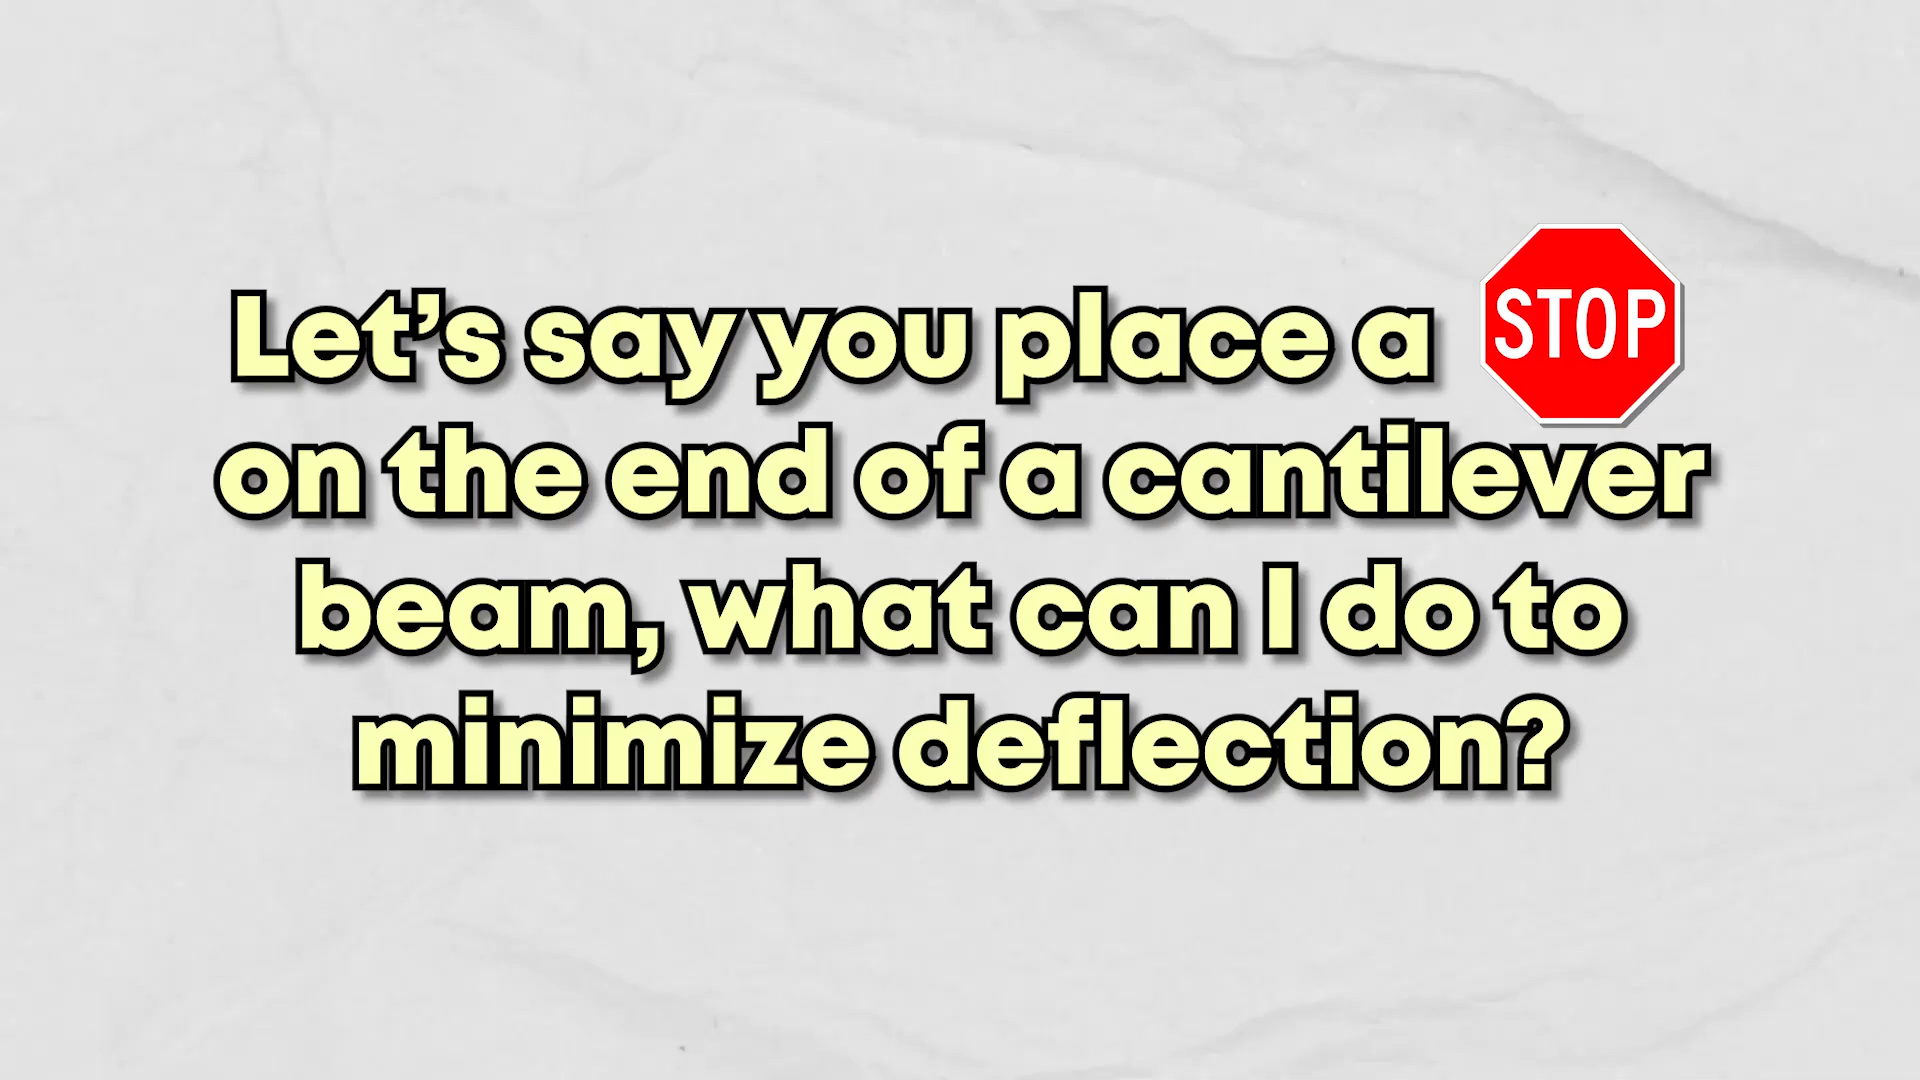 Let's say you place a STOP
on the end of a cantilever
beam, what can I do to
minimize deflection?